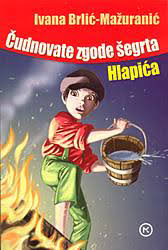 Ivana Brlić-Mažuranić
Čudnovate zgode šegrta
Hlapića